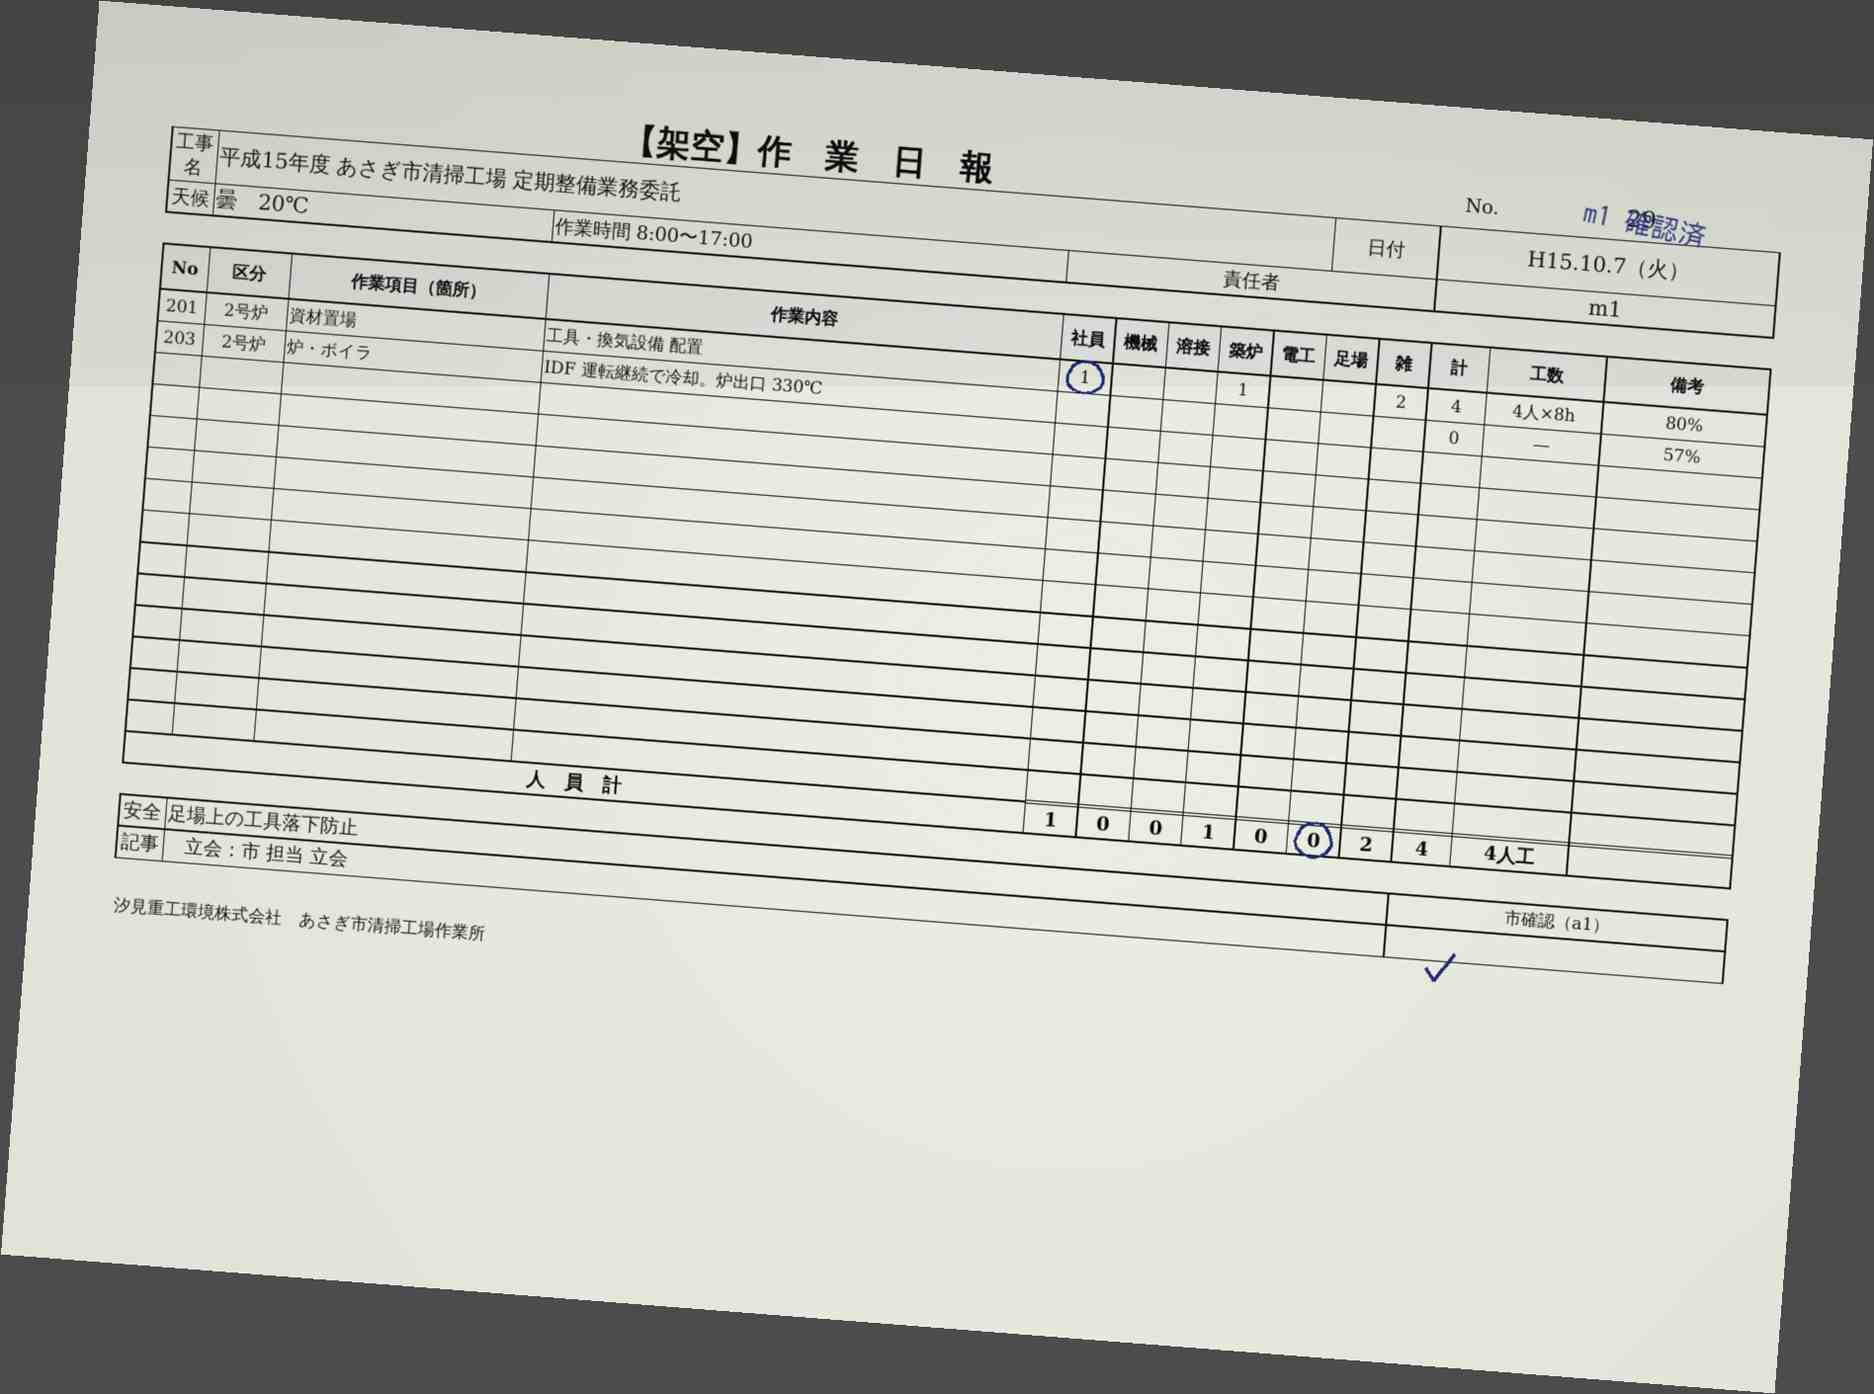 【架空】作 業 日 報
No. 29
m1 確認済
工事名 平成15年度 あさぎ市清掃工場 定期整備業務委託 日付 H15.10.7（火）
天候 曇 20℃ 作業時間 8:00〜17:00 責任者 m1
No 区分 作業項目（箇所） 作業内容 社員 機械 溶接 築炉 電工 足場 雑 計 工数 備考
201 2号炉 資材置場 工具・換気設備 配置 1 1 2 4 4人×8h 80%
203 2号炉 炉・ボイラ IDF 運転継続で冷却。炉出口 330℃ 0 — 57%
人 員 計 1 0 0 1 0 0 2 4 4人工
安全 足場上の工具落下防止 市確認（a1）
記事 立会：市 担当 立会
汐見重工環境株式会社 あさぎ市清掃工場作業所